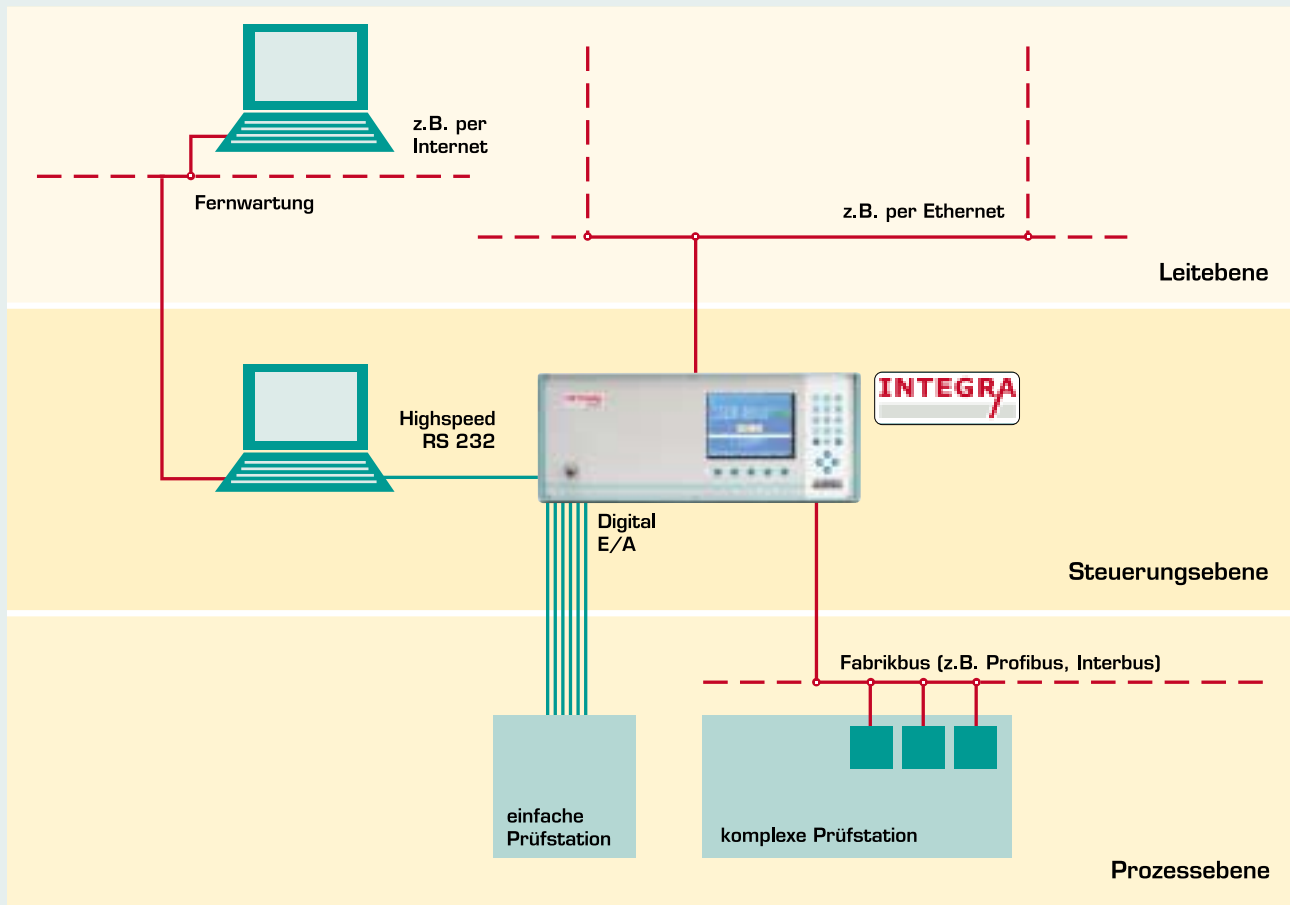 z.B. per
Internet
Fernwartung
z.B. per Ethernet
Leitebene
Highspeed
RS 232
INTEGRA
Digital
E/A
Steuerungsebene
Fabrikbus (z.B. Profibus, Interbus)
einfache
Prüfstation
komplexe Prüfstation
Prozessebene